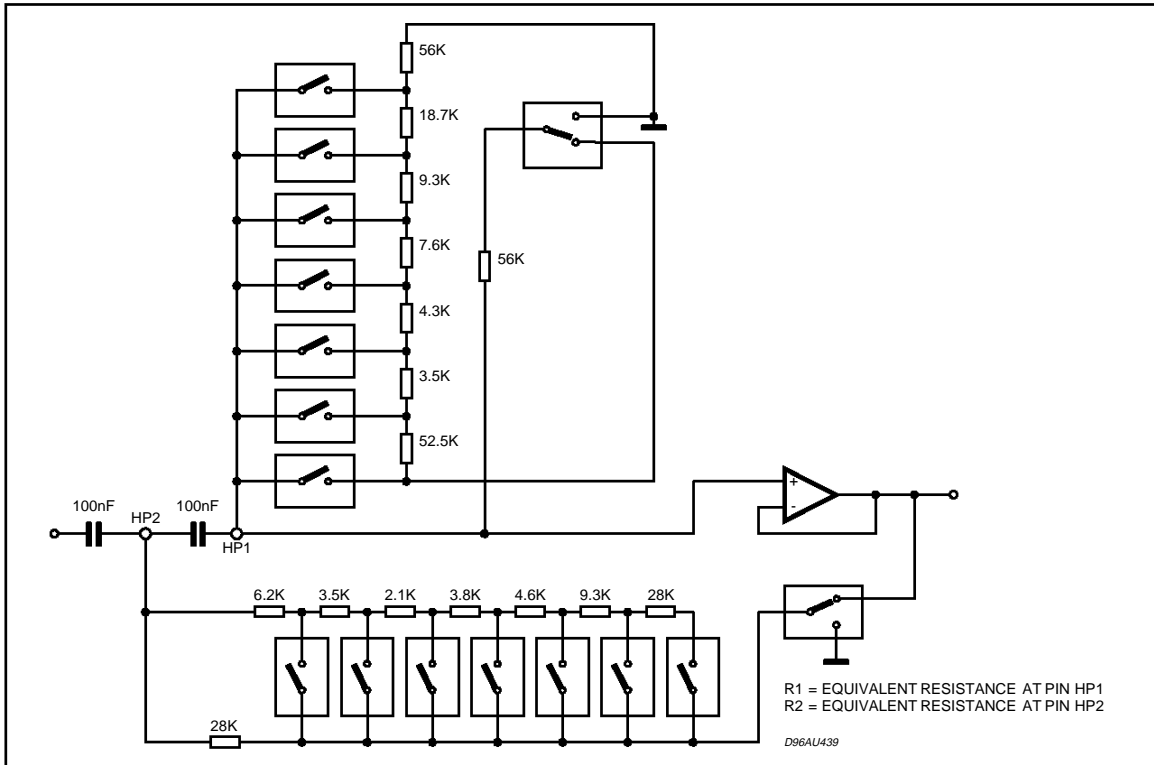 56K
18.7K
9.3K
7.6K
56K
4.3K
3.5K
52.5K
100nF
HP2
100nF
HP1
+
-
6.2K
3.5K
2.1K
3.8K
4.6K
9.3K
28K
28K
R1 = EQUIVALENT RESISTANCE AT PIN HP1
R2 = EQUIVALENT RESISTANCE AT PIN HP2
D96AU439